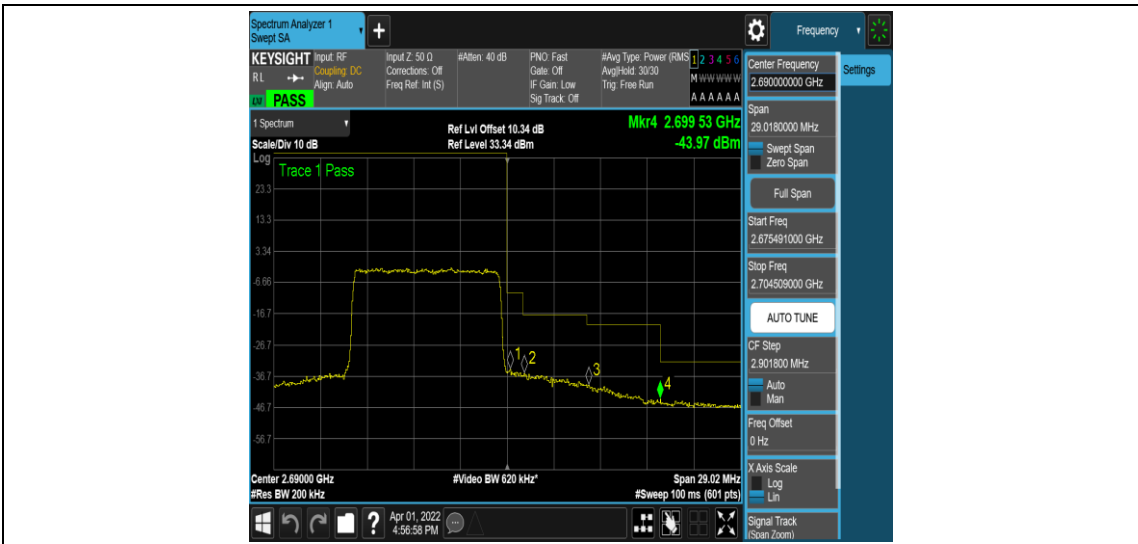 Spectrum Analyzer 1
Swept SA
+
Frequency
KEYSIGHT
Input: RF
Coupling: DC
Align: Auto
Input Z: 50 Ω
Corrections: Off
Freq Ref: Int (S)
#Atten: 40 dB
PNO: Fast
Gate: Off
IF Gain: Low
Sig Track: Off
#Avg Type: Power (RMS
Avg|Hold: 30/30
Trig: Free Run
1 2 3 4 5 6
M W W W W W
A A A A A A
R L
LXI
PASS
1 Spectrum
Scale/Div 10 dB
Ref Lvl Offset 10.34 dB
Ref Level 33.34 dBm
Mkr4 2.699 53 GHz
-43.97 dBm
Log
Trace 1 Pass
23.3
13.3
3.34
-6.66
-16.7
-26.7
-36.7
-46.7
-56.7
1
2
3
4
Center 2.69000 GHz
#Res BW 200 kHz
#Video BW 620 kHz*
Span 29.02 MHz
#Sweep 100 ms (601 pts)
?
Apr 01, 2022
4:56:58 PM
Center Frequency
2.690000000 GHz
Settings
Span
29.0180000 MHz
Swept Span
Zero Span
Full Span
Start Freq
2.675491000 GHz
Stop Freq
2.704509000 GHz
AUTO TUNE
CF Step
2.901800 MHz
Auto
Man
Freq Offset
0 Hz
X Axis Scale
Log
Lin
Signal Track
(Span Zoom)